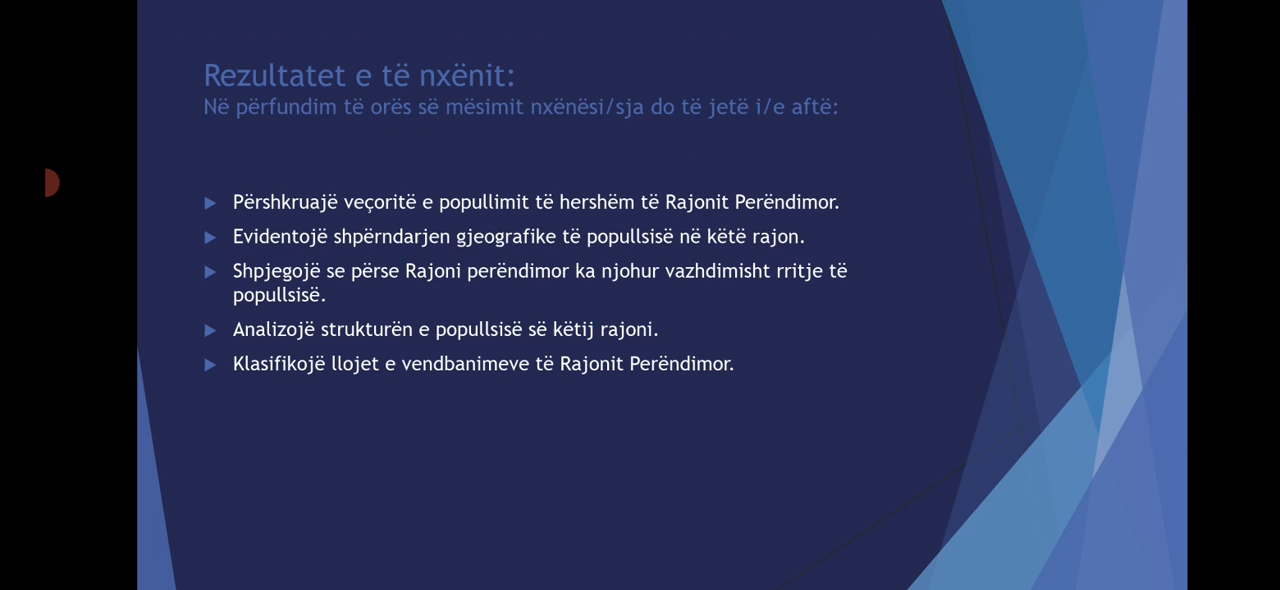 Rezultatet e të nxënit:
Në përfundim të orës së mësimit nxënësi/sja do të jetë i/e aftë:
Përshkruajë veçoritë e popullimit të hershëm të Rajonit Perëndimor.
Evidentojë shpërndarjen gjeografike të popullsisë në këtë rajon.
Shpjegojë se përse Rajoni perëndimor ka njohur vazhdimisht rritje të
popullsisë.
Analizojë strukturën e popullsisë së këtij rajoni.
Klasifikojë llojet e vendbanimeve të Rajonit Perëndimor.